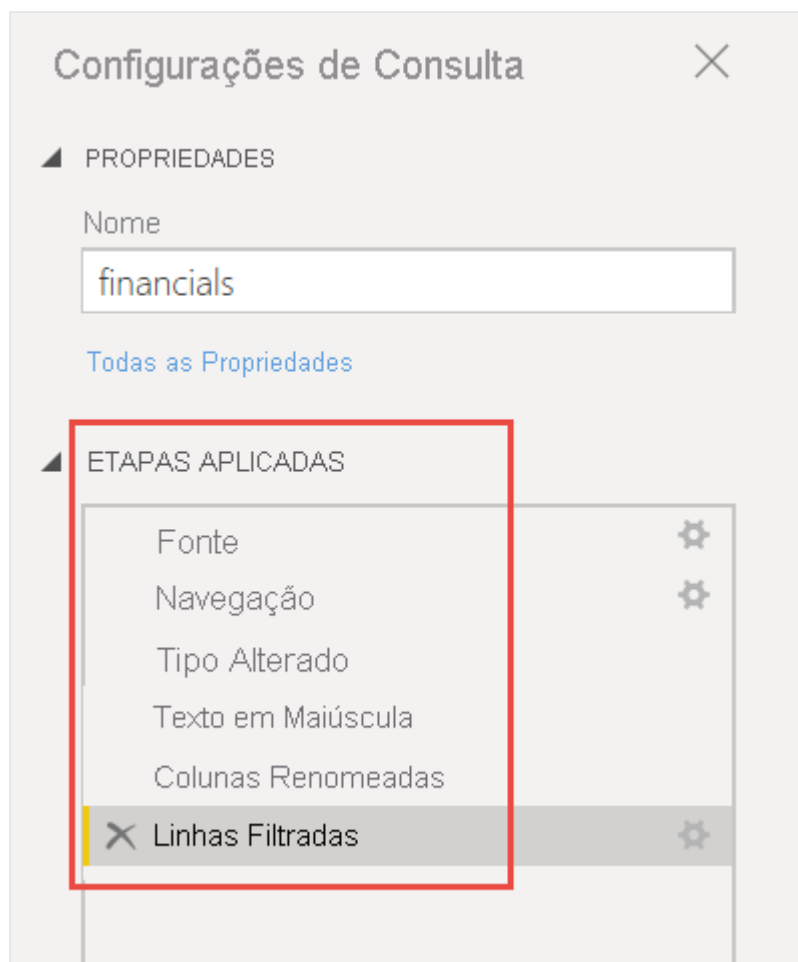 Configurações de Consulta
PROPRIEDADES
Nome
financials
Todas as Propriedades
ETAPAS APLICADAS
Fonte
Navegação
Tipo Alterado
Texto em Maiúscula
Colunas Renomeadas
Linhas Filtradas